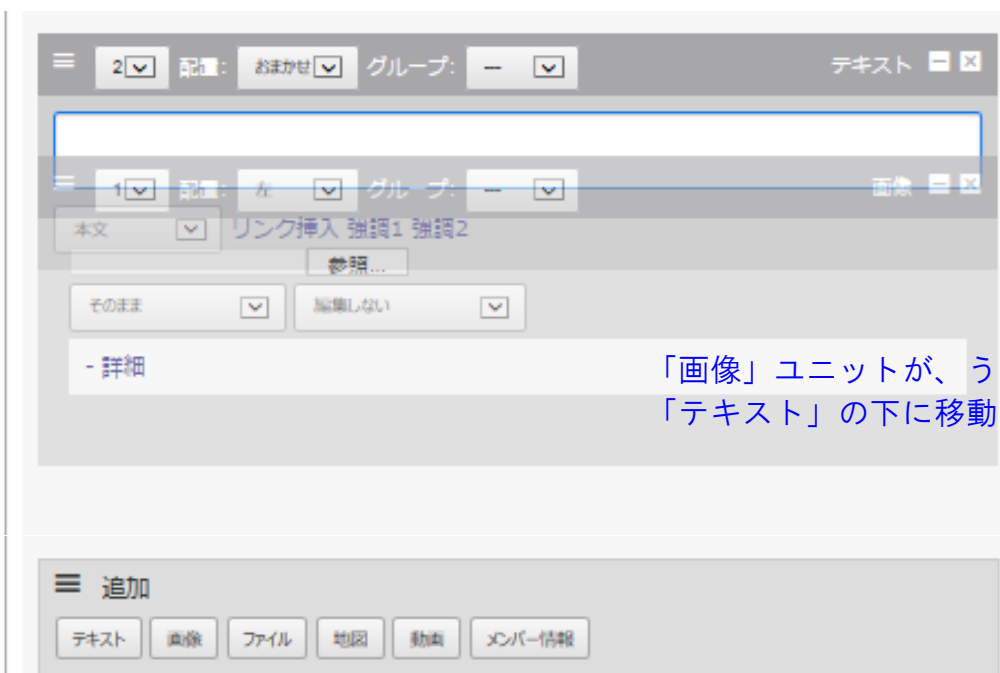 2 配置: おまかせ グループ: --- テキスト
1 配置: 左 グループ: --- 画像
本文 リンク挿入 強調1 強調2
参照...
そのまま 編集しない
- 詳細
「画像」ユニットが、う
「テキスト」の下に移動
追加
テキスト 画像 ファイル 地図 動画 メンバー情報